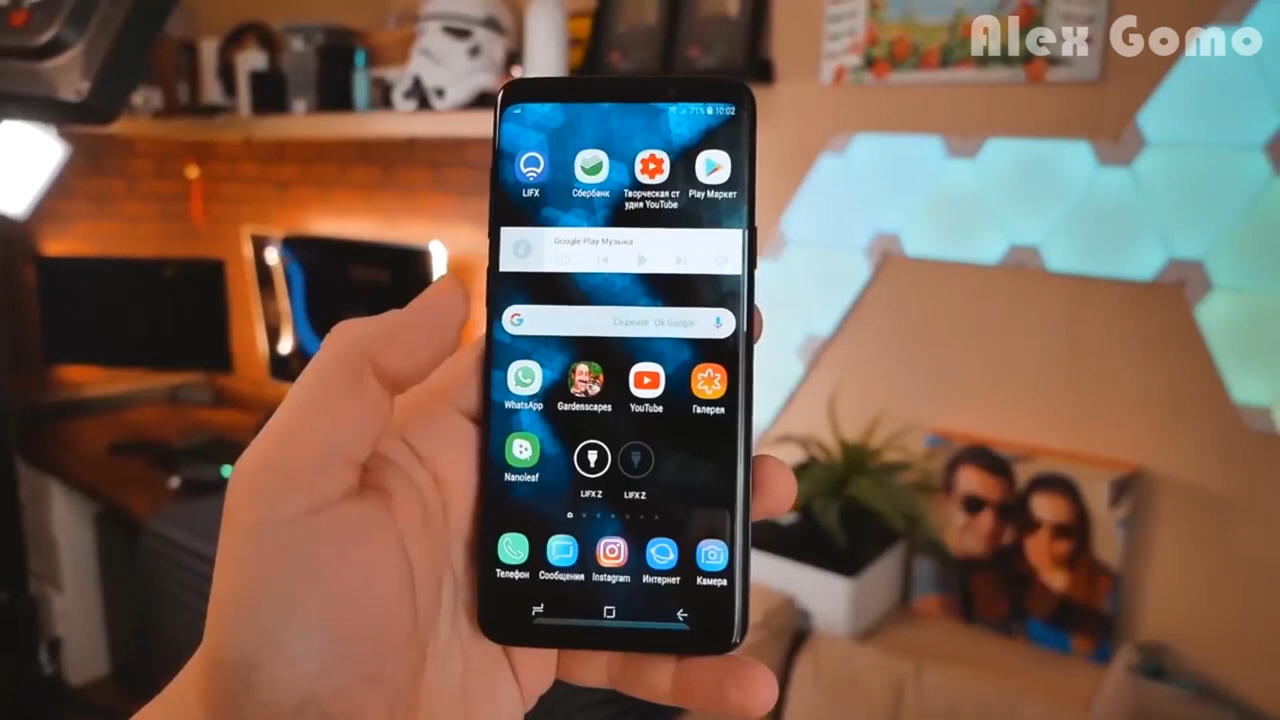 Alex Gomo
71% 10:02
LIFX
Сбербанк
Творческая ст
удия YouTube
Play Маркет
Google Play Музыка
G
Скажите "Ok Google"
WhatsApp
Gardenscapes
YouTube
Галерея
Nanoleaf
LIFX Z
LIFX Z
Телефон
Сообщения
Instagram
Интернет
Камера